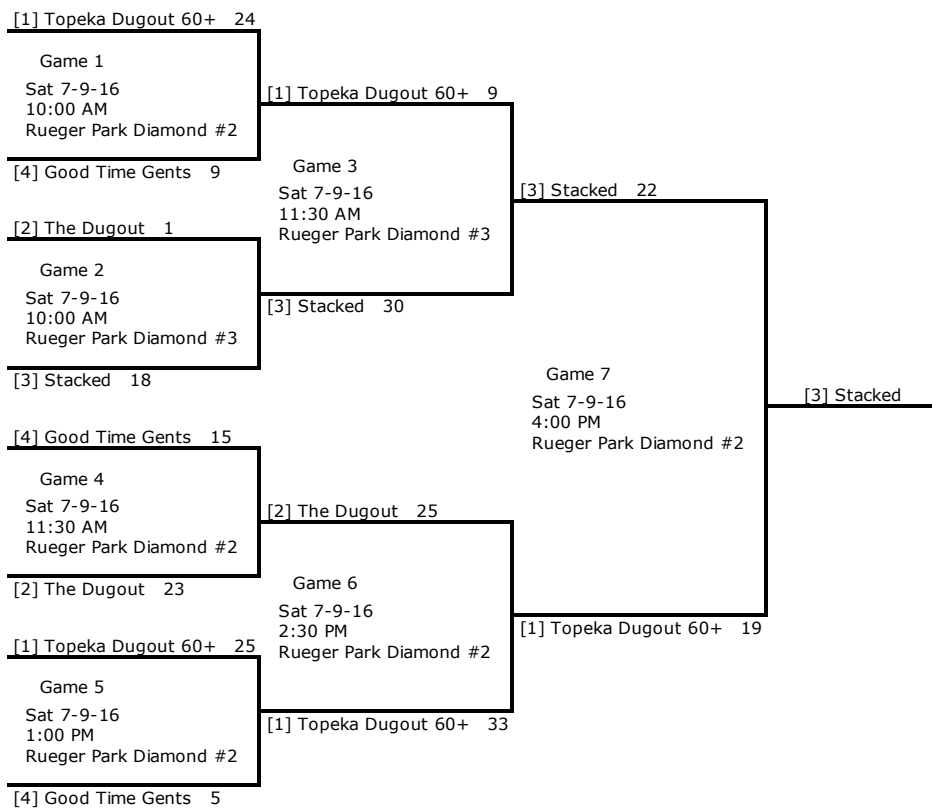 [1] Topeka Dugout 60+ 24
Game 1
Sat 7-9-16
10:00 AM
Rueger Park Diamond #2
[4] Good Time Gents 9
[2] The Dugout 1
Game 2
Sat 7-9-16
10:00 AM
Rueger Park Diamond #3
[3] Stacked 18
[4] Good Time Gents 15
Game 4
Sat 7-9-16
11:30 AM
Rueger Park Diamond #2
[2] The Dugout 23
[1] Topeka Dugout 60+ 25
Game 5
Sat 7-9-16
1:00 PM
Rueger Park Diamond #2
[4] Good Time Gents 5
[1] Topeka Dugout 60+ 9
Game 3
Sat 7-9-16
11:30 AM
Rueger Park Diamond #3
[3] Stacked 30
[2] The Dugout 25
Game 6
Sat 7-9-16
2:30 PM
Rueger Park Diamond #2
[1] Topeka Dugout 60+ 33
[3] Stacked 22
Game 7
Sat 7-9-16
4:00 PM
Rueger Park Diamond #2
[1] Topeka Dugout 60+ 19
[3] Stacked